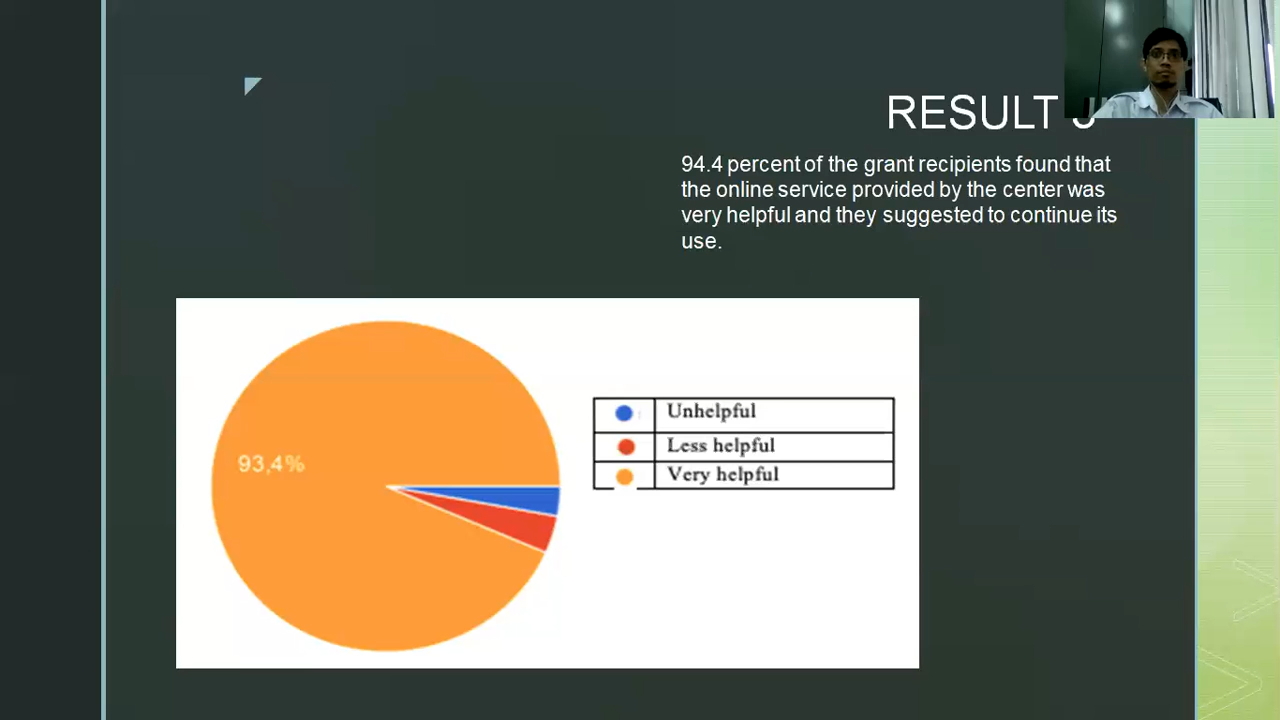 RESULT
94.4 percent of the grant recipients found that
the online service provided by the center was
very helpful and they suggested to continue its
use.
93,4%
Unhelpful
Less helpful
Very helpful